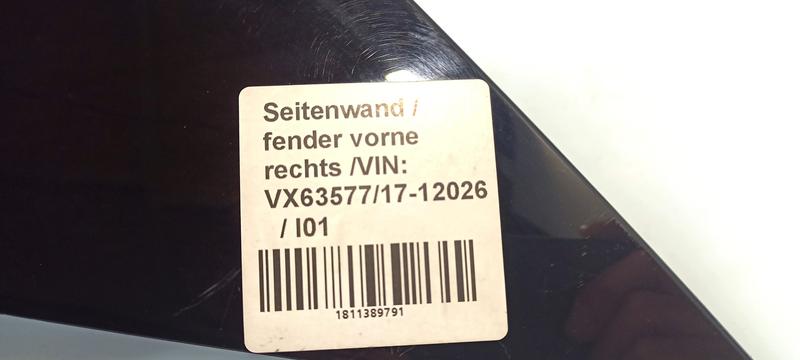 Seitenwand /
fender vorne
rechts /VIN:
VX63577/17-12026
/ I01
1811389791